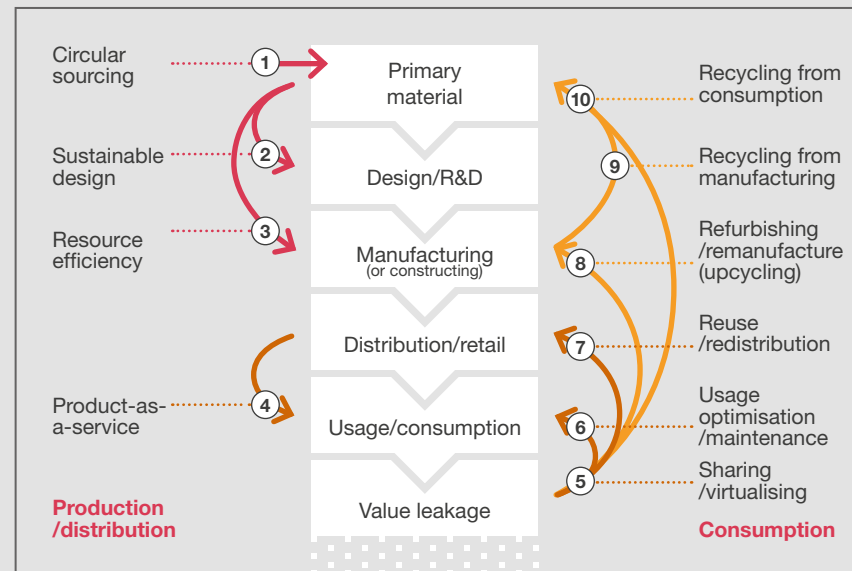 Circular
sourcing
1
Sustainable
design
2
Resource
efficiency
3
Product-as-
a-service
4
Production
/distribution
Primary
material
Design/R&D
Manufacturing
(or constructing)
Distribution/retail
Usage/consumption
Value leakage
10
Recycling from
consumption
9
Recycling from
manufacturing
8
Refurbishing
/remanufacture
(upcycling)
7
Reuse
/redistribution
6
Usage
optimisation
/maintenance
5
Sharing
/virtualising
Consumption